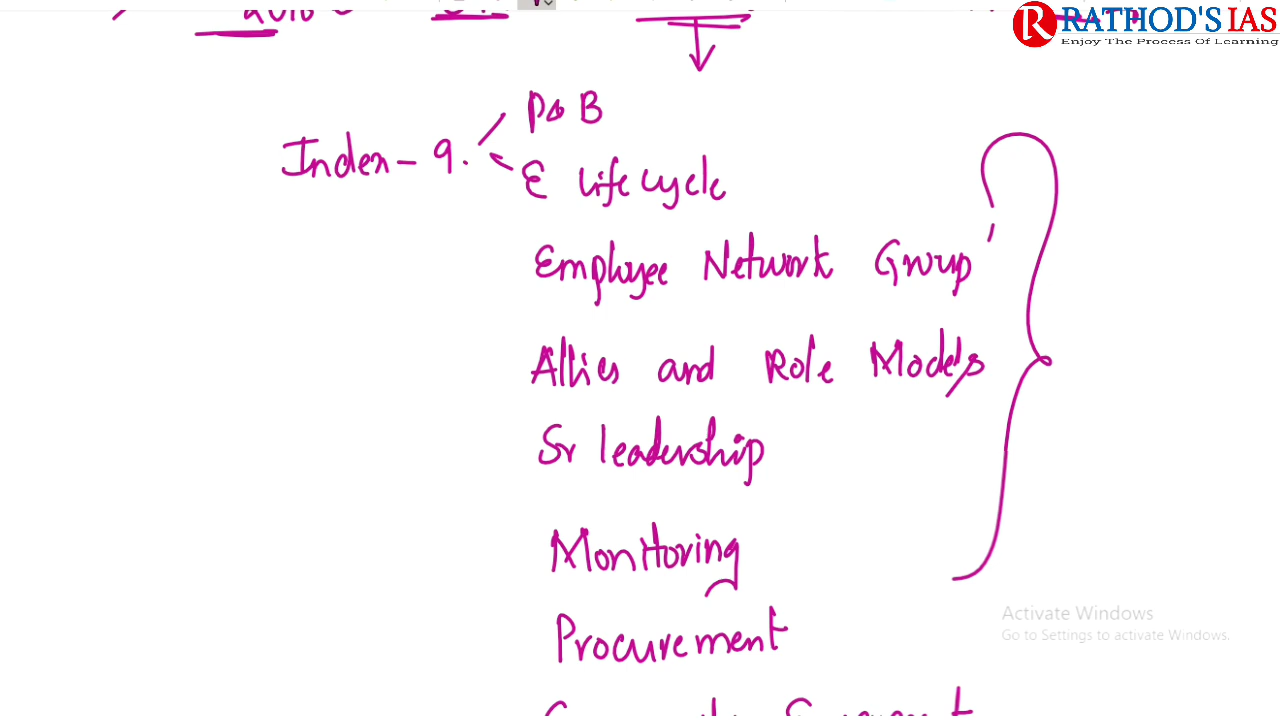 RATHOD'S IAS
Enjoy The Process Of Learning
P&B
Index - 9.
E lifecycle
Employee Network Group
Allies and Role Models
Sr leadership
Monitoring
Procurement
Activate Windows
Go to Settings to activate Windows.